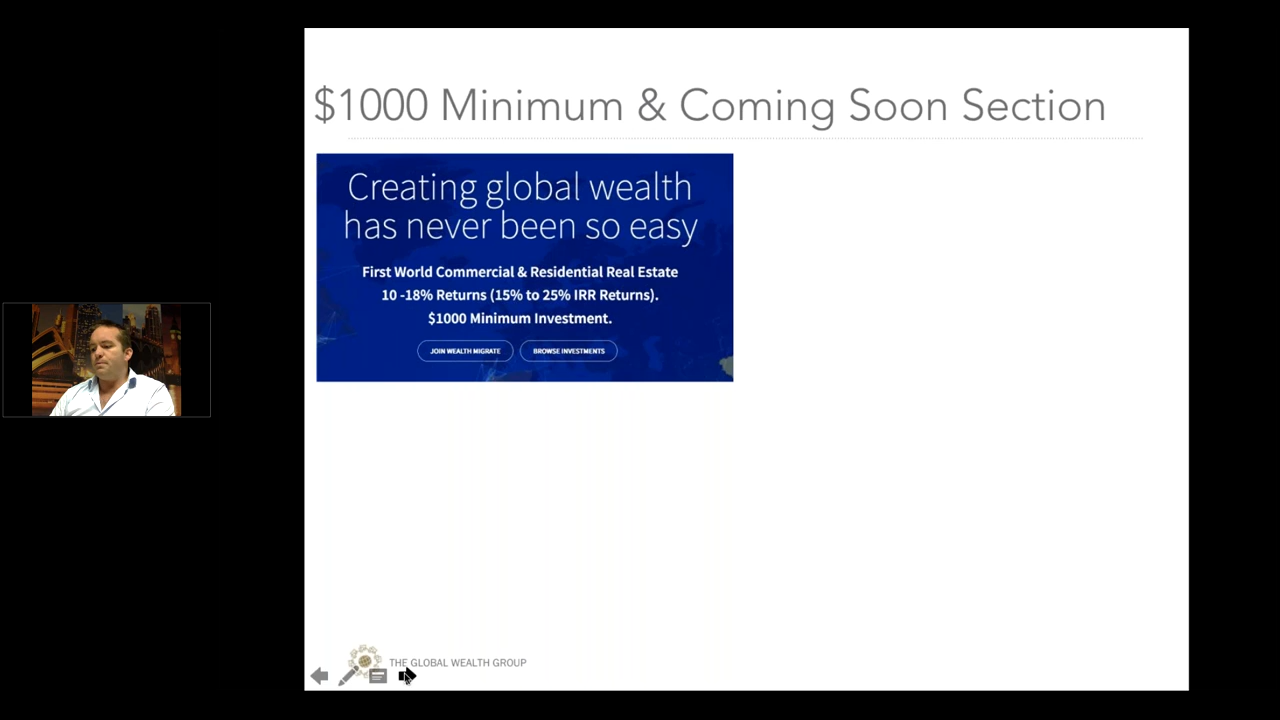 $1000 Minimum & Coming Soon Section
Creating global wealth
has never been so easy
First World Commercial & Residential Real Estate
10 -18% Returns (15% to 25% IRR Returns).
$1000 Minimum Investment.
JOIN WEALTH MIGRATE
BROWSE INVESTMENTS
THE GLOBAL WEALTH GROUP